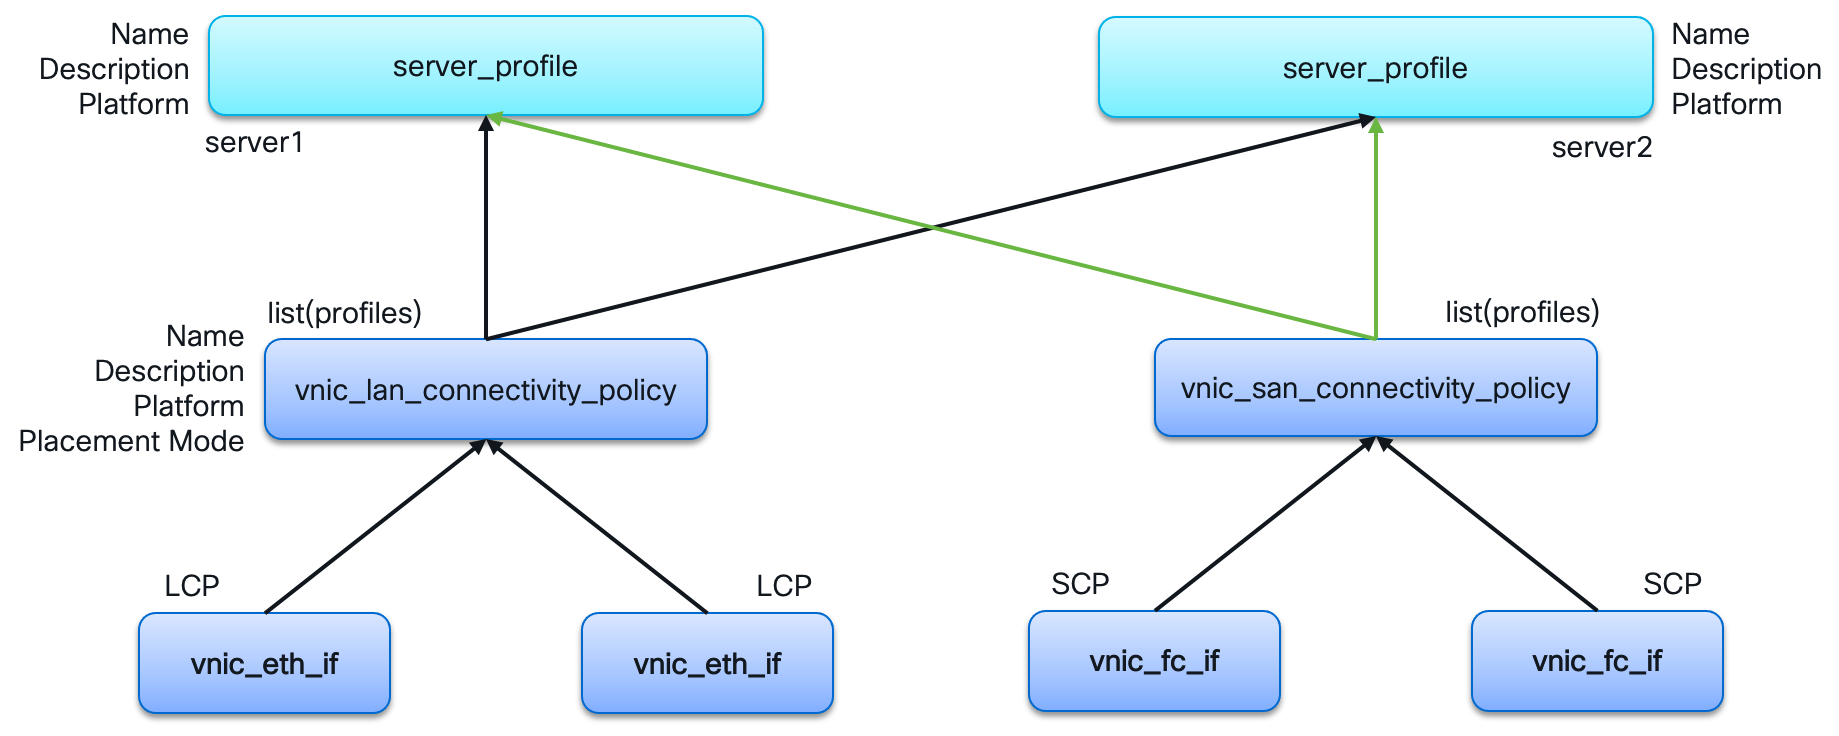 Name
Description
Platform
server_profile
server1
server_profile
Name
Description
Platform
server2
list(profiles)
Name
Description
Platform
Placement Mode
vnic_lan_connectivity_policy
list(profiles)
vnic_san_connectivity_policy
LCP
LCP
SCP
SCP
vnic_eth_if
vnic_eth_if
vnic_fc_if
vnic_fc_if